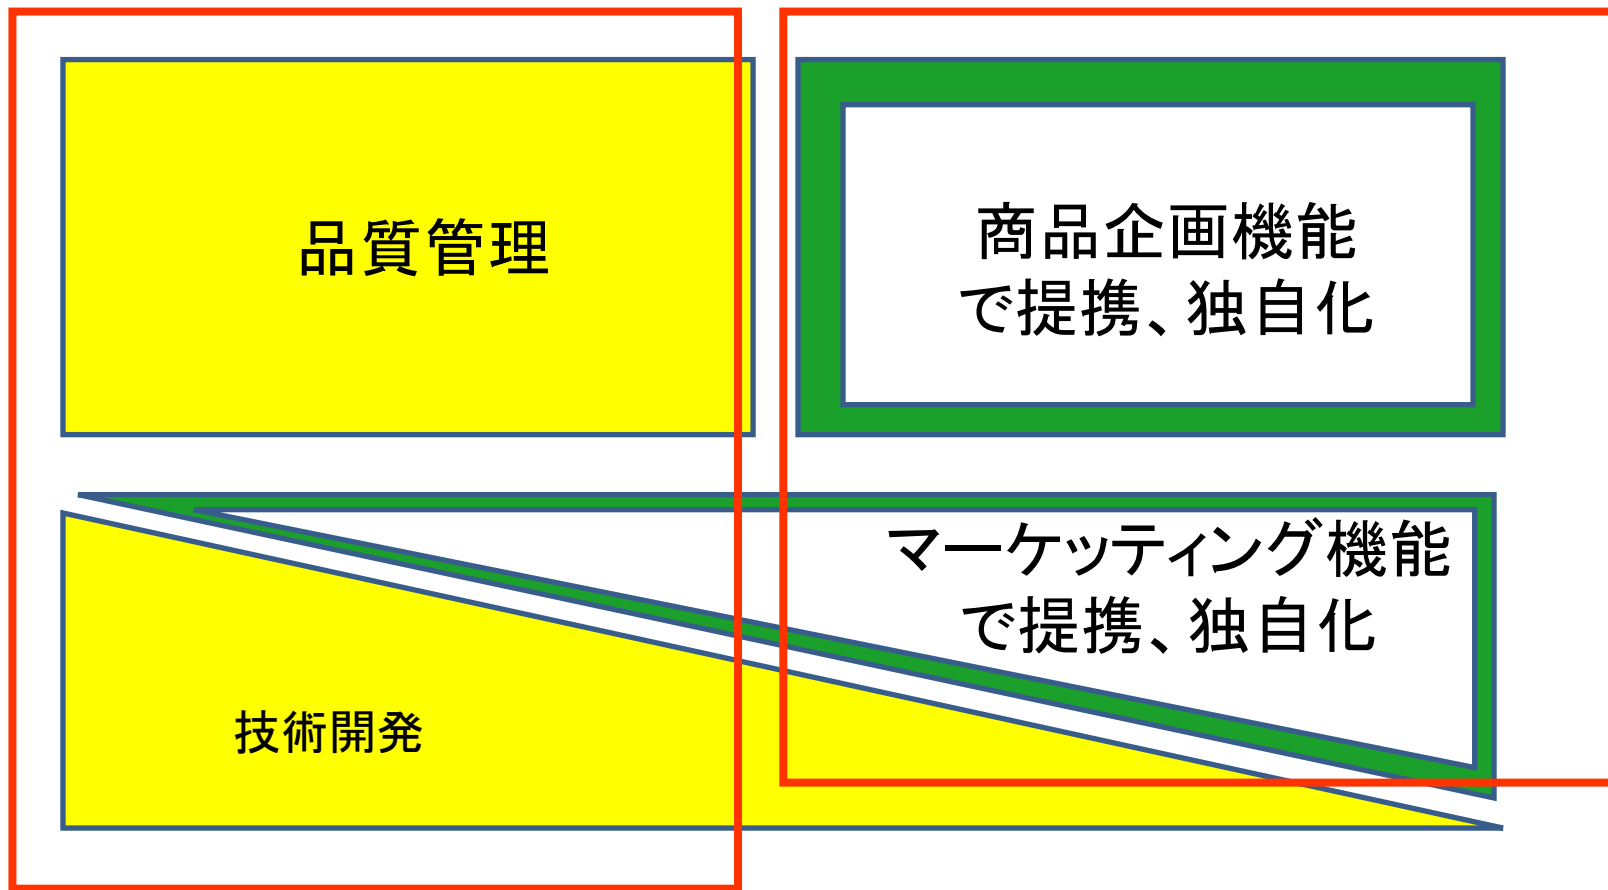 品質管理
商品企画機能
で提携、独自化
マーケッティング機能
で提携、独自化
技術開発